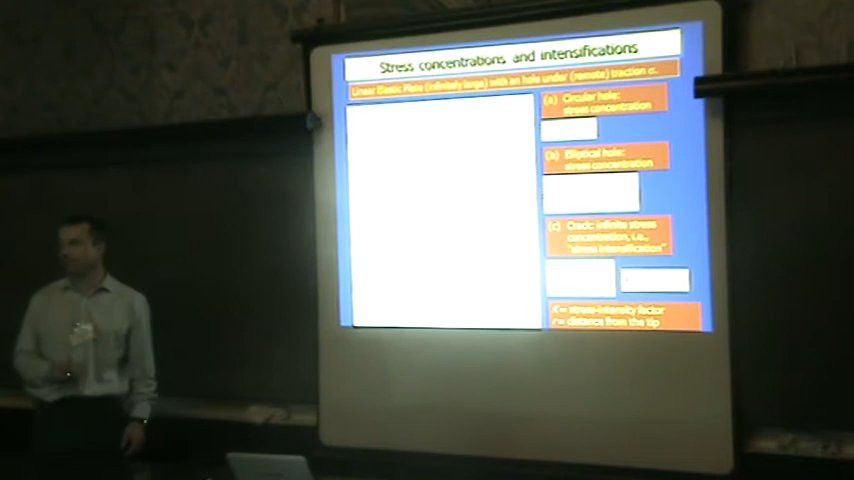 Stress concentrations and intensifications
Linear Elastic Plate (infinitely large) with an hole under (remote) traction σ.
(a) Circular hole:
stress concentration
(b) Elliptical hole:
stress concentration
(c) Crack: infinite stress
concentration, i.e.,
"stress intensification"
K = stress-intensity factor
r = distance from the tip